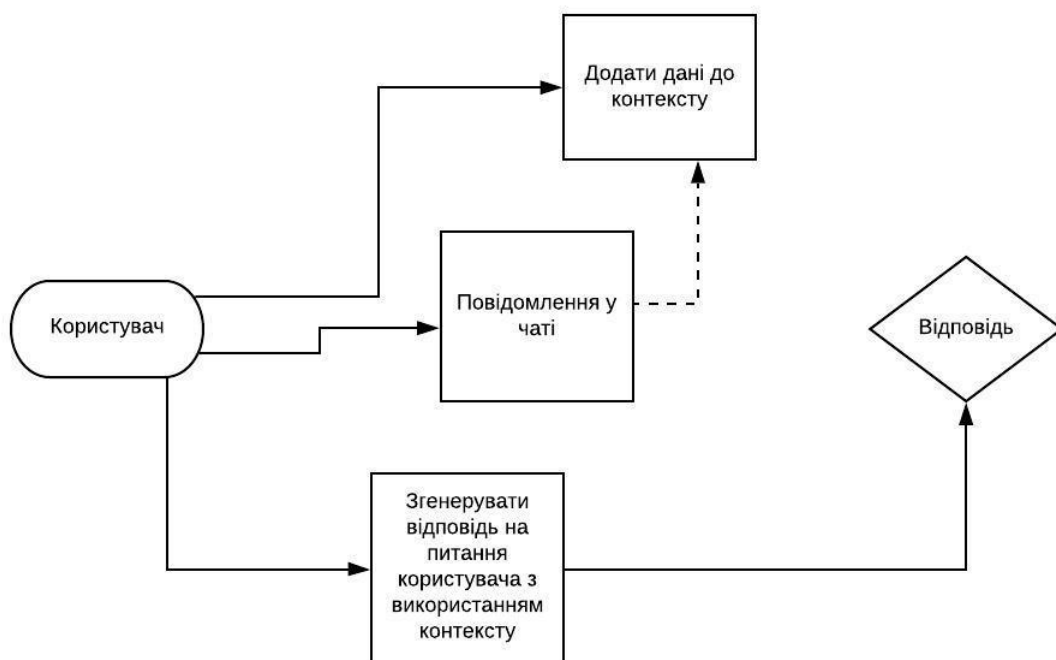 Додати дані до
контексту
Повідомлення у
чаті
Користувач
Відповідь
Згенерувати
відповідь на
питання
користувача з
використанням
контексту